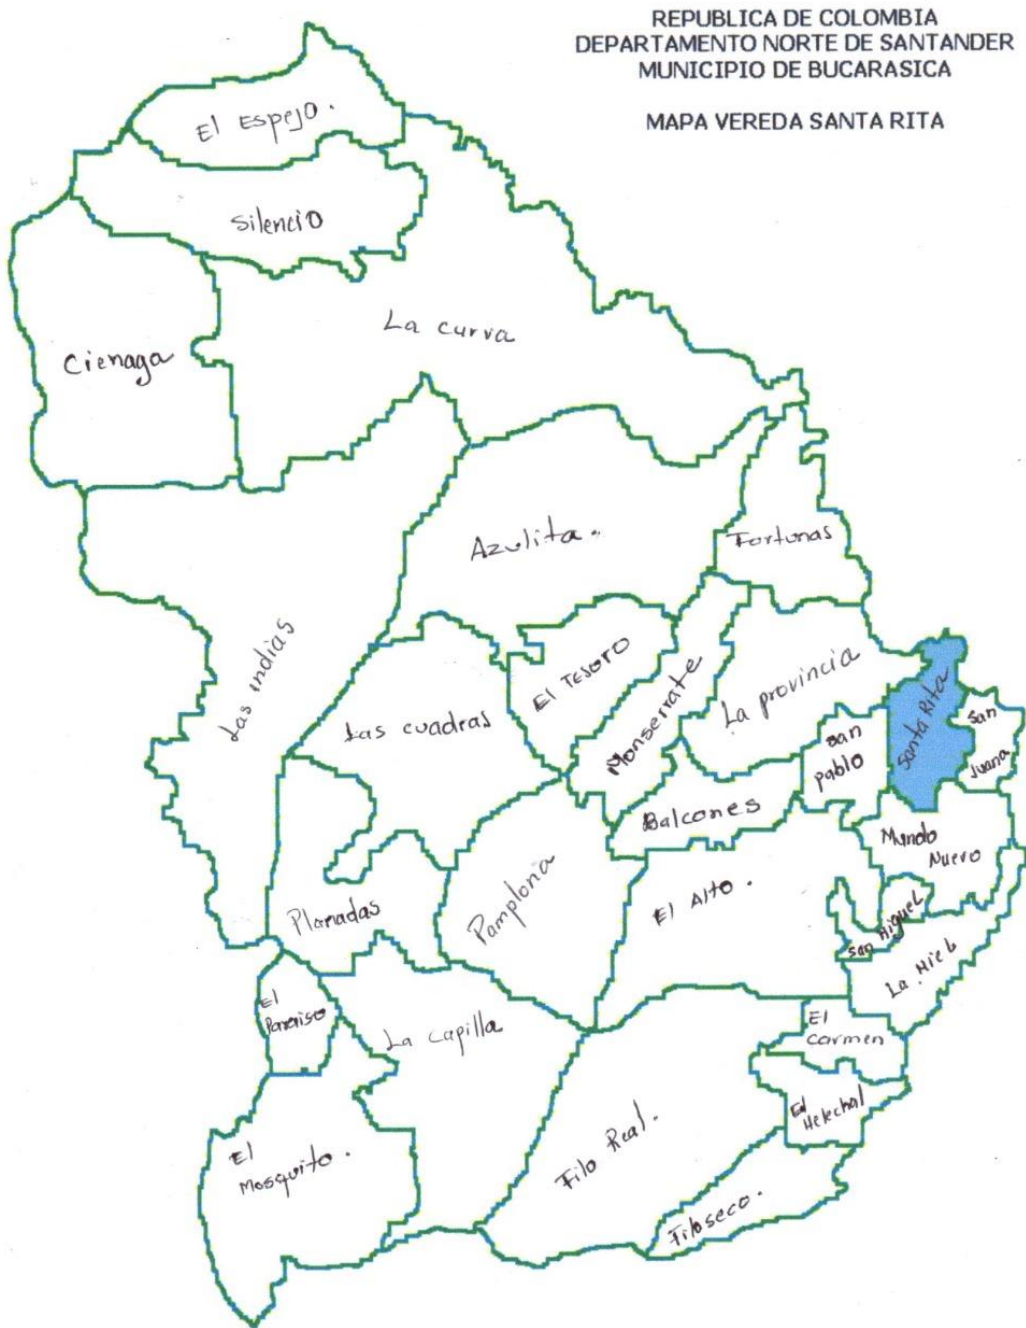 REPUBLICA DE COLOMBIA
DEPARTAMENTO NORTE DE SANTANDER
MUNICIPIO DE BUCARASICA
MAPA VEREDA SANTA RITA
El Espejo.
Silencio
La curva
Cienaga
Azulita.
Fortunas
Las indias
El Tesoro
Monserrate
La provincia
Santa Rita
San
Juana
Las cuadras
San
pablo
Balcones
Mundo
Nuevo
Planadas
Pamplona
El Alto.
San Miguel
La Miel
El
Paraiso
La capilla
El
Carmen
El
Helechal
El
Mosquito.
Filo Real.
Filoseco.